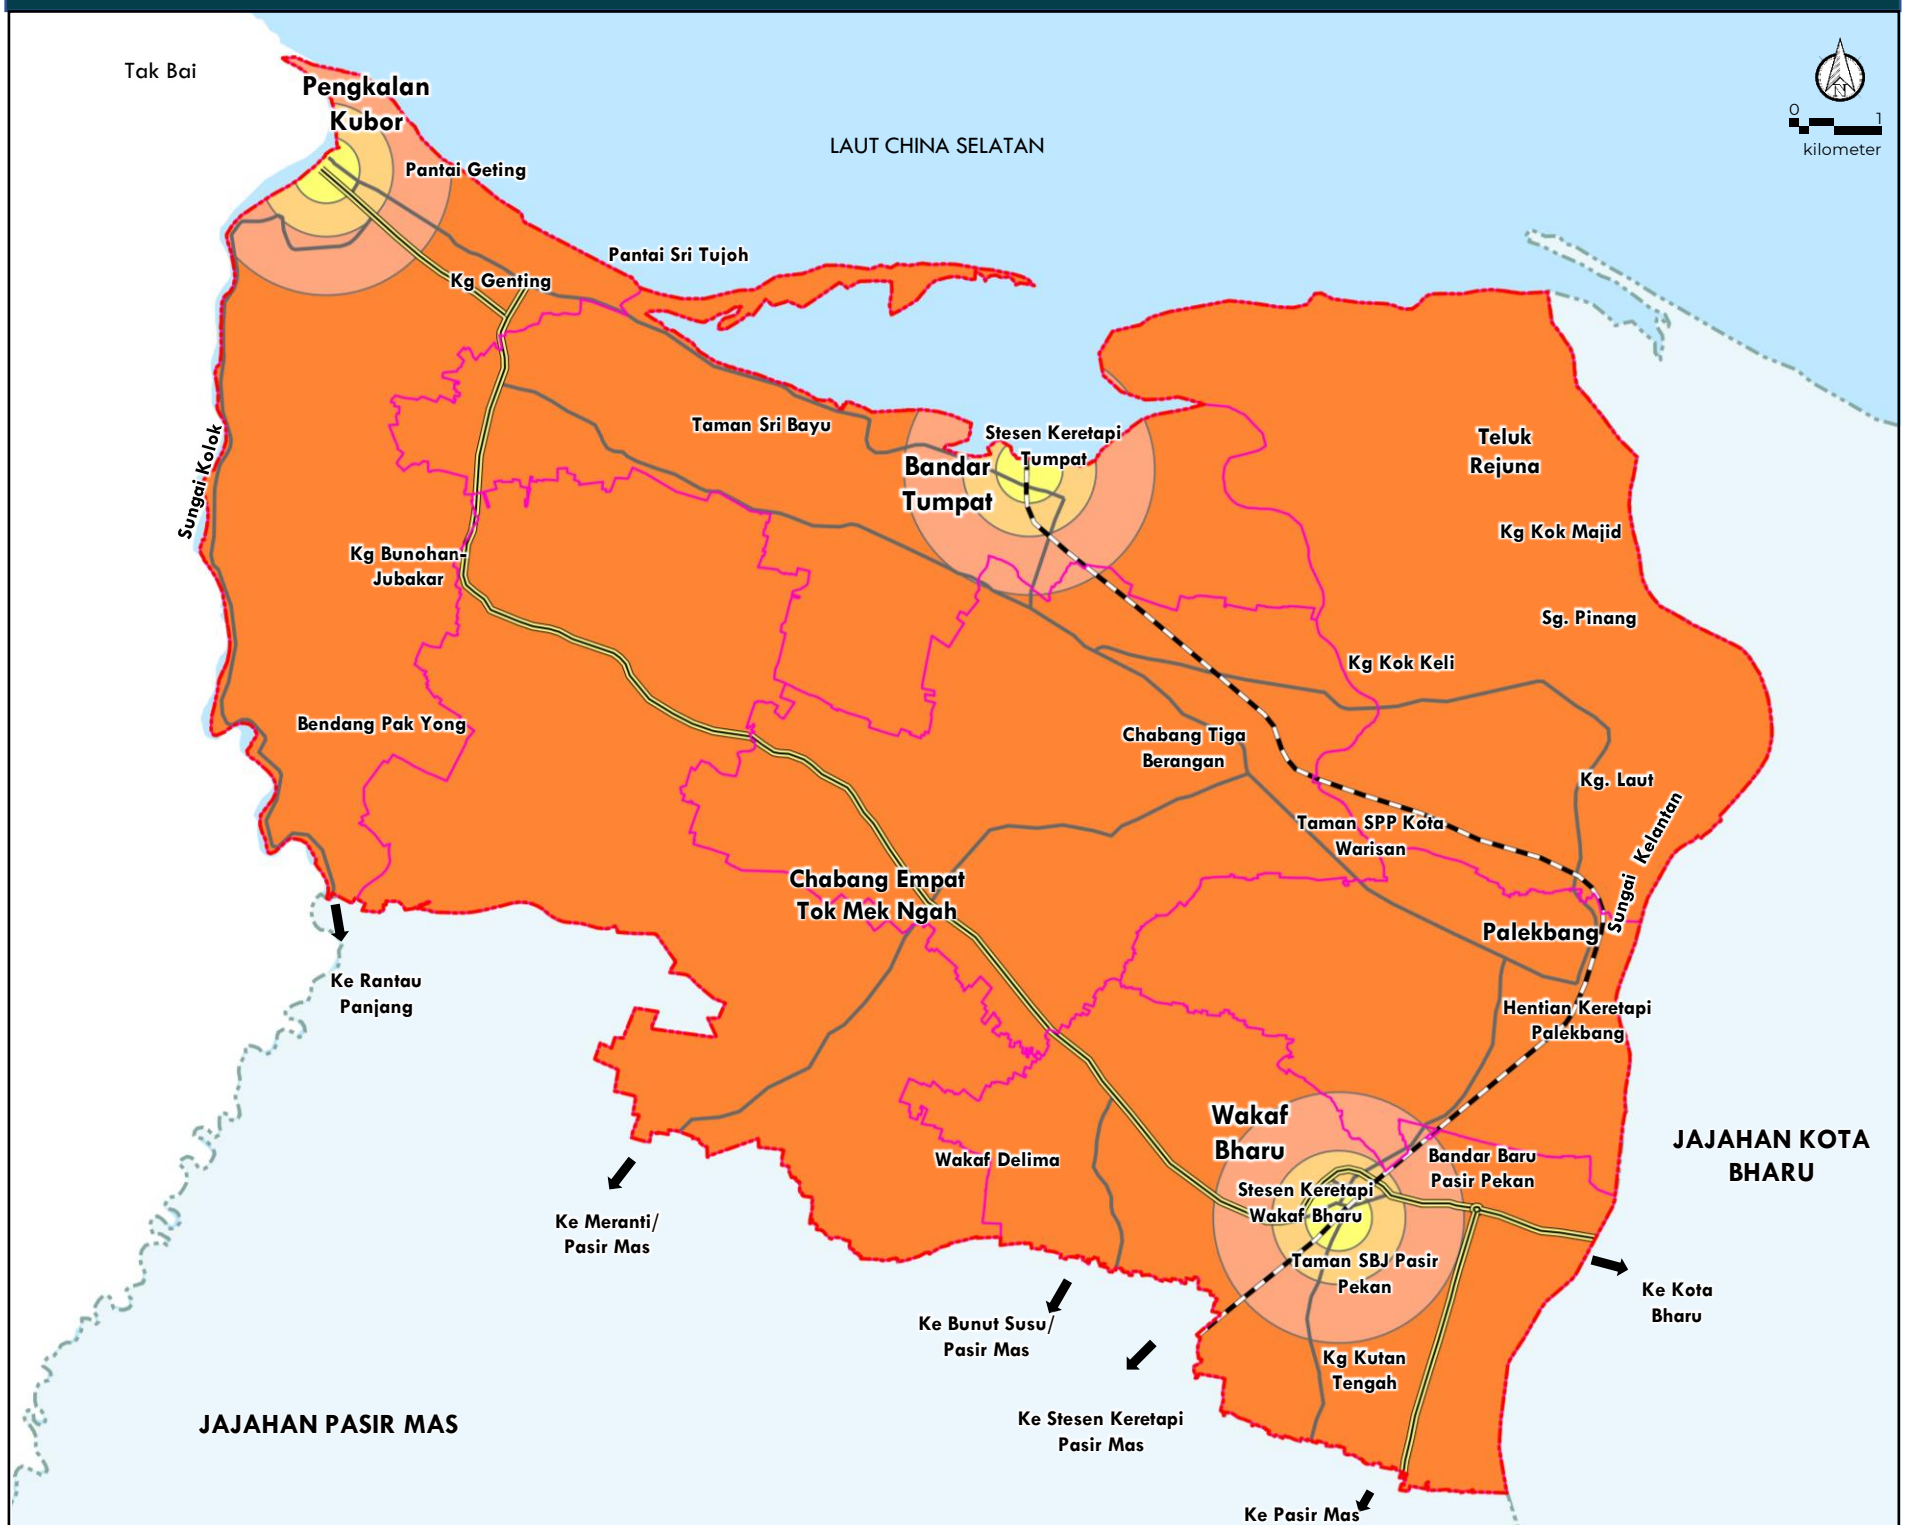 Tak Bai
Pengkalan
Kubor
Pantai Geting
LAUT CHINA SELATAN
N
0
1
kilometer
Pantai Sri Tujoh
Kg Genting
Sungai Kolok
Taman Sri Bayu
Stesen Keretapi
Tumpat
Bandar
Tumpat
Teluk
Rejuna
Kg Kok Majid
Kg Bunohan-
Jubakar
Sg. Pinang
Kg Kok Keli
Bendang Pak Yong
Chabang Tiga
Berangan
Kg. Laut
Taman SPP Kota
Warisan
Sungai Kelantan
Chabang Empat
Tok Mek Ngah
Palekbang
Ke Rantau
Panjang
Hentian Keretapi
Palekbang
Wakaf
Bharu
JAJAHAN KOTA
BHARU
Wakaf Delima
Bandar Baru
Pasir Pekan
Stesen Keretapi
Wakaf Bharu
Ke Meranti/
Pasir Mas
Taman SBJ Pasir
Pekan
Ke Kota
Bharu
Ke Bunut Susu/
Pasir Mas
Kg Kutan
Tengah
JAJAHAN PASIR MAS
Ke Stesen Keretapi
Pasir Mas
Ke Pasir Mas